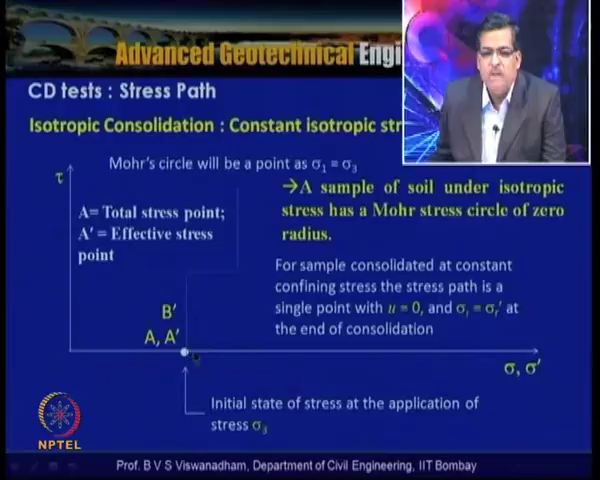 Advanced Geotechnical Engi
CD tests : Stress Path
Isotropic Consolidation : Constant isotropic str
Mohr's circle will be a point as σ₁ = σ₃
τ
A= Total stress point;
A′ = Effective stress
point
→A sample of soil under isotropic
stress has a Mohr stress circle of zero
radius.
For sample consolidated at constant
confining stress the stress path is a
single point with u = 0, and σr = σr′ at
the end of consolidation
B′
A, A′
σ, σ′
Initial state of stress at the application of
stress σ₃
NPTEL
Prof. B V S Viswanadham, Department of Civil Engineering, IIT Bombay